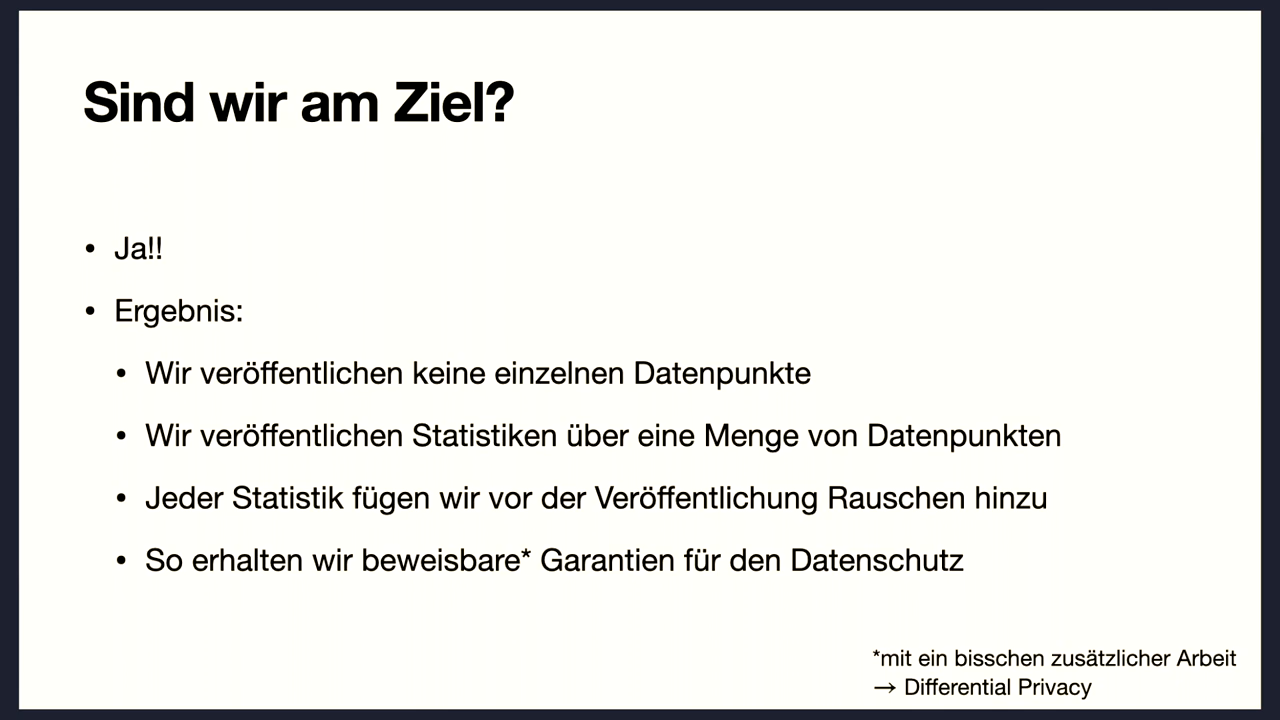 Sind wir am Ziel?
• Ja!!
• Ergebnis:
• Wir veröffentlichen keine einzelnen Datenpunkte
• Wir veröffentlichen Statistiken über eine Menge von Datenpunkten
• Jeder Statistik fügen wir vor der Veröffentlichung Rauschen hinzu
• So erhalten wir beweisbare* Garantien für den Datenschutz
*mit ein bisschen zusätzlicher Arbeit
→ Differential Privacy